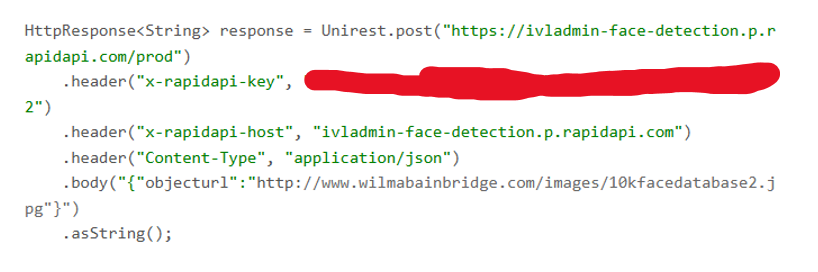 HttpResponse<String> response = Unirest.post("https://ivladmin-face-detection.p.r
apidapi.com/prod")
.header("x-rapidapi-key",
2")
.header("x-rapidapi-host", "ivladmin-face-detection.p.rapidapi.com")
.header("Content-Type", "application/json")
.body("{"objecturl":"http://www.wilmabainbridge.com/images/10kfacedatabase2.j
pg"}")
.asString();